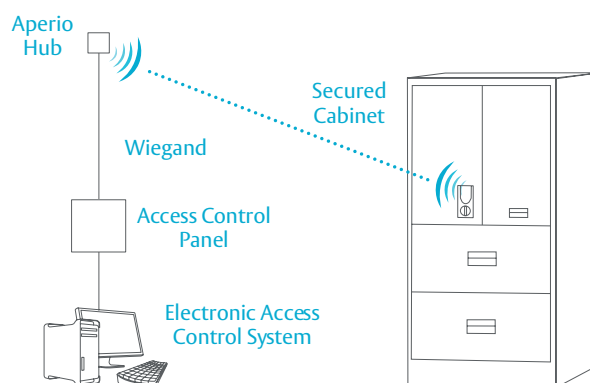 Aperio
Hub
Secured
Cabinet
Wiegand
Access Control
Panel
Electronic Access
Control System